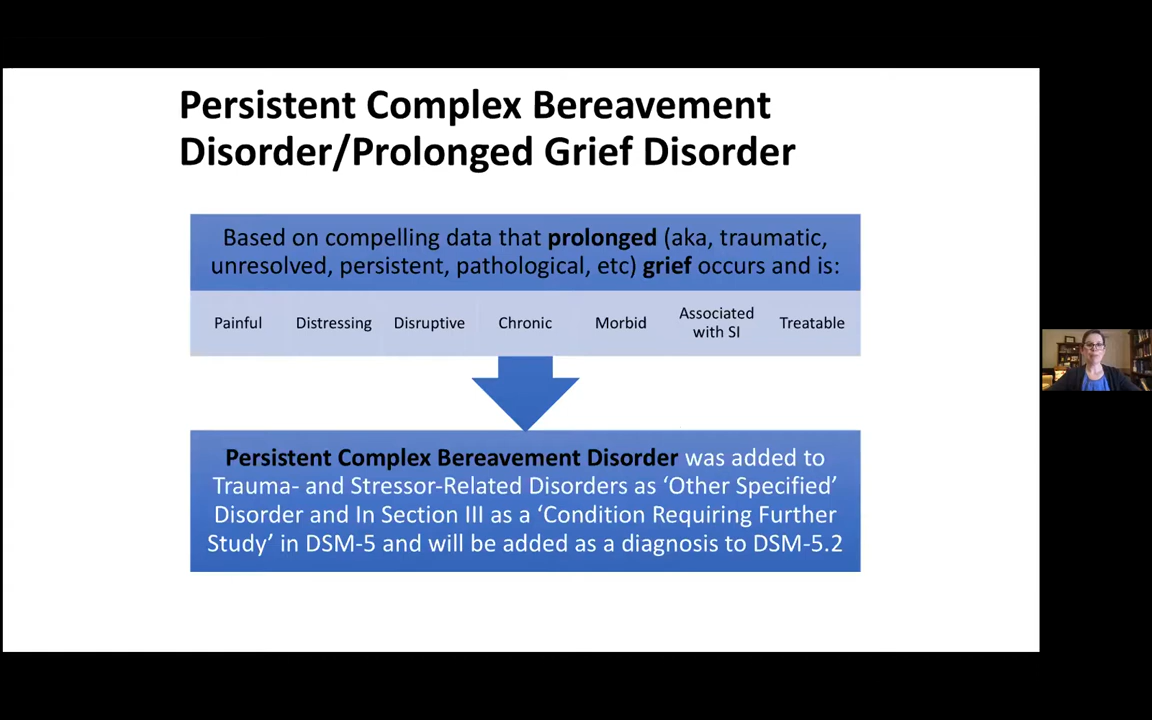 Persistent Complex Bereavement
Disorder/Prolonged Grief Disorder
Based on compelling data that prolonged (aka, traumatic,
unresolved, persistent, pathological, etc) grief occurs and is:
Painful
Distressing
Disruptive
Chronic
Morbid
Associated
with SI
Treatable
Persistent Complex Bereavement Disorder was added to
Trauma- and Stressor-Related Disorders as ‘Other Specified’
Disorder and In Section III as a ‘Condition Requiring Further
Study’ in DSM-5 and will be added as a diagnosis to DSM-5.2